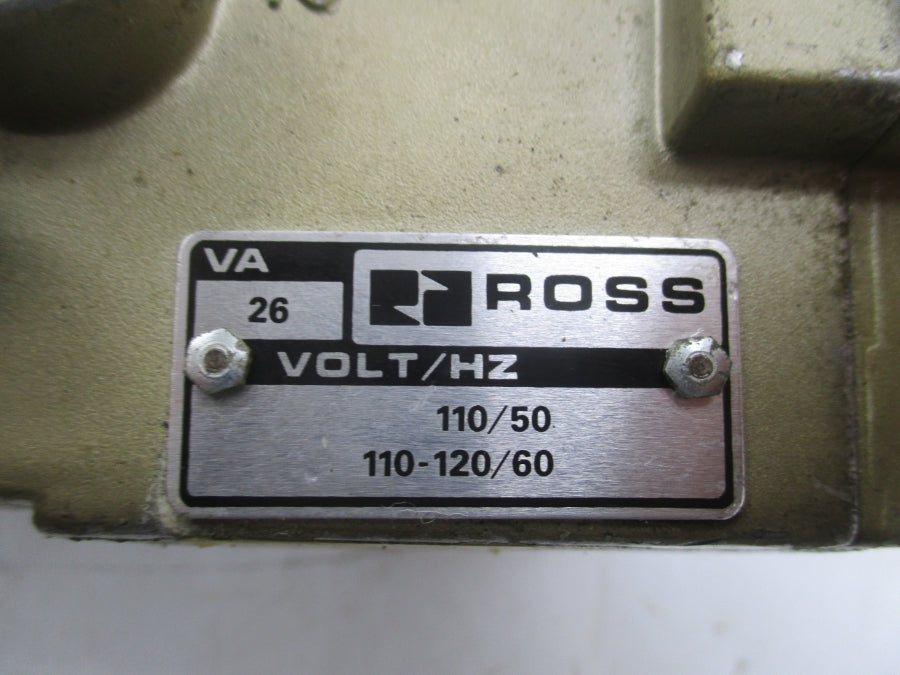 VA
26
ROSS
VOLT/HZ
110/50
110-120/60